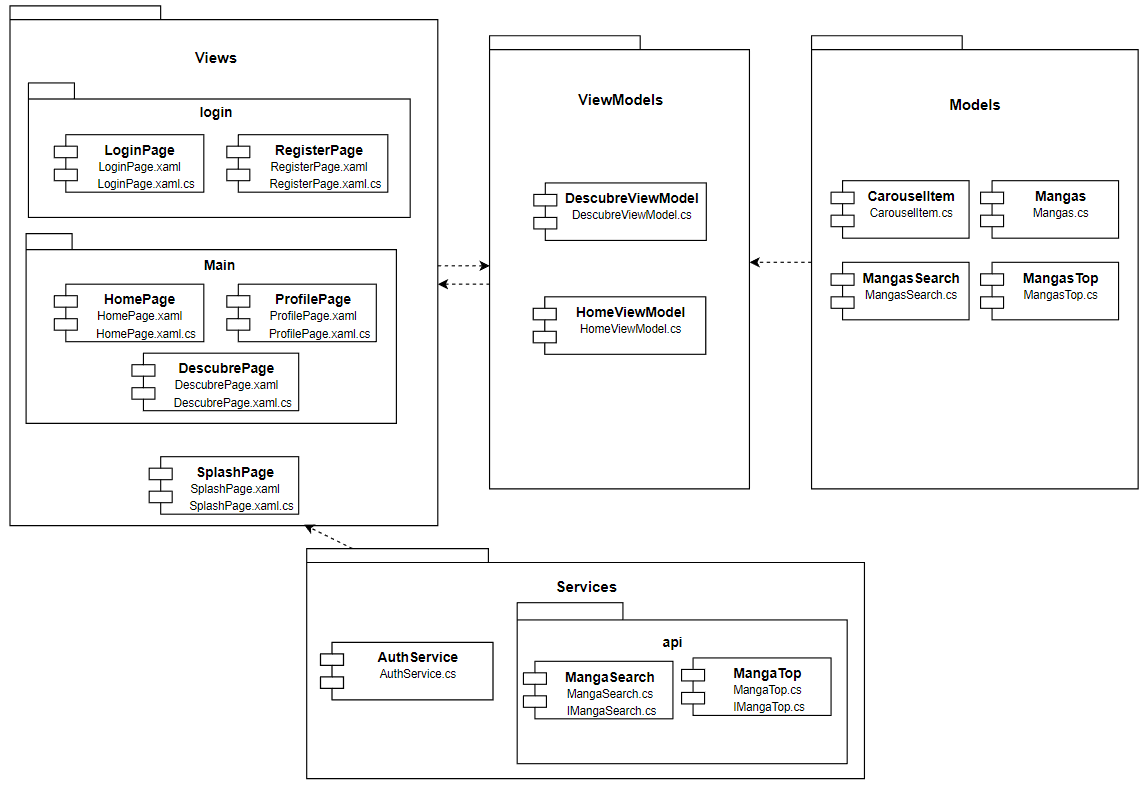 Views
login
LoginPage
LoginPage.xaml
LoginPage.xaml.cs
RegisterPage
RegisterPage.xaml
RegisterPage.xaml.cs
Main
HomePage
HomePage.xaml
HomePage.xaml.cs
ProfilePage
ProfilePage.xaml
ProfilePage.xaml.cs
DescubrePage
DescubrePage.xaml
DescubrePage.xaml.cs
SplashPage
SplashPage.xaml
SplashPage.xaml.cs
ViewModels
DescubreViewModel
DescubreViewModel.cs
HomeViewModel
HomeViewModel.cs
Models
CarouselItem
CarouselItem.cs
Mangas
Mangas.cs
MangasSearch
MangasSearch.cs
MangasTop
MangasTop.cs
Services
AuthService
AuthService.cs
api
MangaSearch
MangaSearch.cs
IMangaSearch.cs
MangaTop
MangaTop.cs
IMangaTop.cs